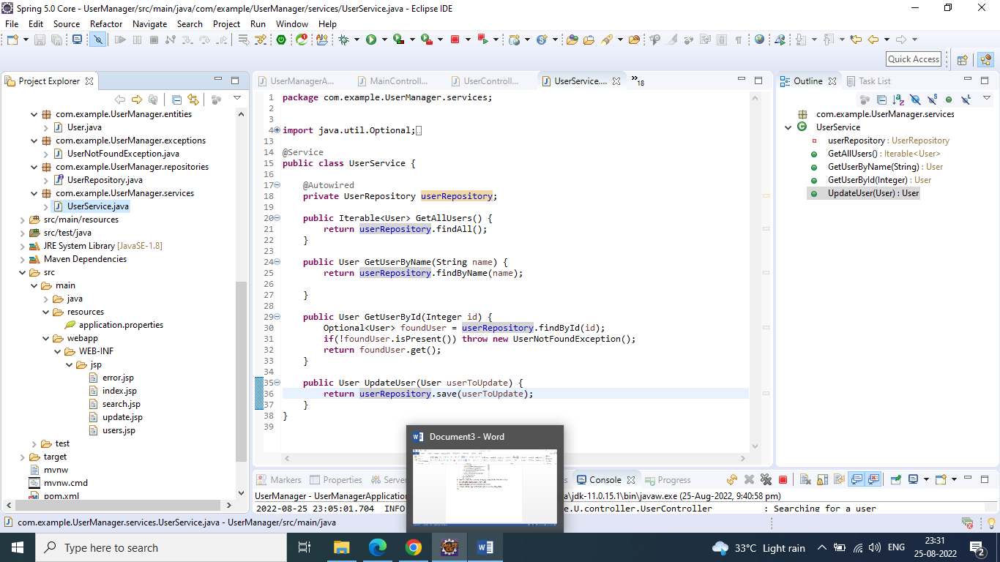 Spring 5.0 Core - UserManager/src/main/java/com/example/UserManager/services/UserService.java - Eclipse IDE
File Edit Source Refactor Navigate Search Project Run Window Help
Quick Access
Project Explorer
com.example.UserManager.entities
User.java
com.example.UserManager.exceptions
UserNotFoundException.java
com.example.UserManager.repositories
UserRepository.java
com.example.UserManager.services
UserService.java
src/main/resources
src/test/java
JRE System Library [JavaSE-1.8]
Maven Dependencies
src
main
java
resources
application.properties
webapp
WEB-INF
jsp
error.jsp
index.jsp
search.jsp
update.jsp
users.jsp
test
target
mvnw
mvnw.cmd
pom.xml
UserManagerA... MainControll... UserControll... UserService.... 18
1 package com.example.UserManager.services;
2
3
4 import java.util.Optional;
13
14 @Service
15 public class UserService {
16
17 @Autowired
18 private UserRepository userRepository;
19
20 public Iterable<User> GetAllUsers() {
21 return userRepository.findAll();
22 }
23
24 public User GetUserByName(String name) {
25 return userRepository.findByName(name);
26
27 }
28
29 public User GetUserById(Integer id) {
30 Optional<User> foundUser = userRepository.findById(id);
31 if(!foundUser.isPresent()) throw new UserNotFoundException();
32 return foundUser.get();
33 }
34
35 public User UpdateUser(User userToUpdate) {
36 return userRepository.save(userToUpdate);
37 }
38 }
39
Outline Task List
com.example.UserManager.services
UserService
userRepository : UserRepository
GetAllUsers() : Iterable<User>
GetUserByName(String) : User
GetUserById(Integer) : User
UpdateUser(User) : User
Document3 - Word
Markers Properties Server Console Progress
UserManager - UserManagerApplication a\jdk-11.0.15.1\bin\javaw.exe (25-Aug-2022, 9:40:58 pm)
2022-08-25 23:05:01.704 INFO e.U.controller.UserController : Searching for a user
com.example.UserManager.services.UserService.java - UserManager/src/main/java
Type here to search
33°C Light rain
ENG
23:31
25-08-2022
2